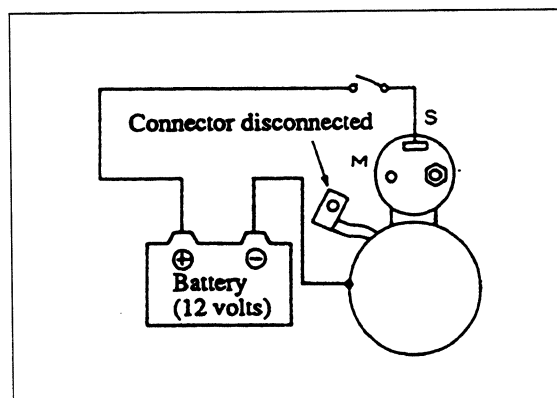 S
Connector disconnected
M
+ −
Battery
(12 volts)